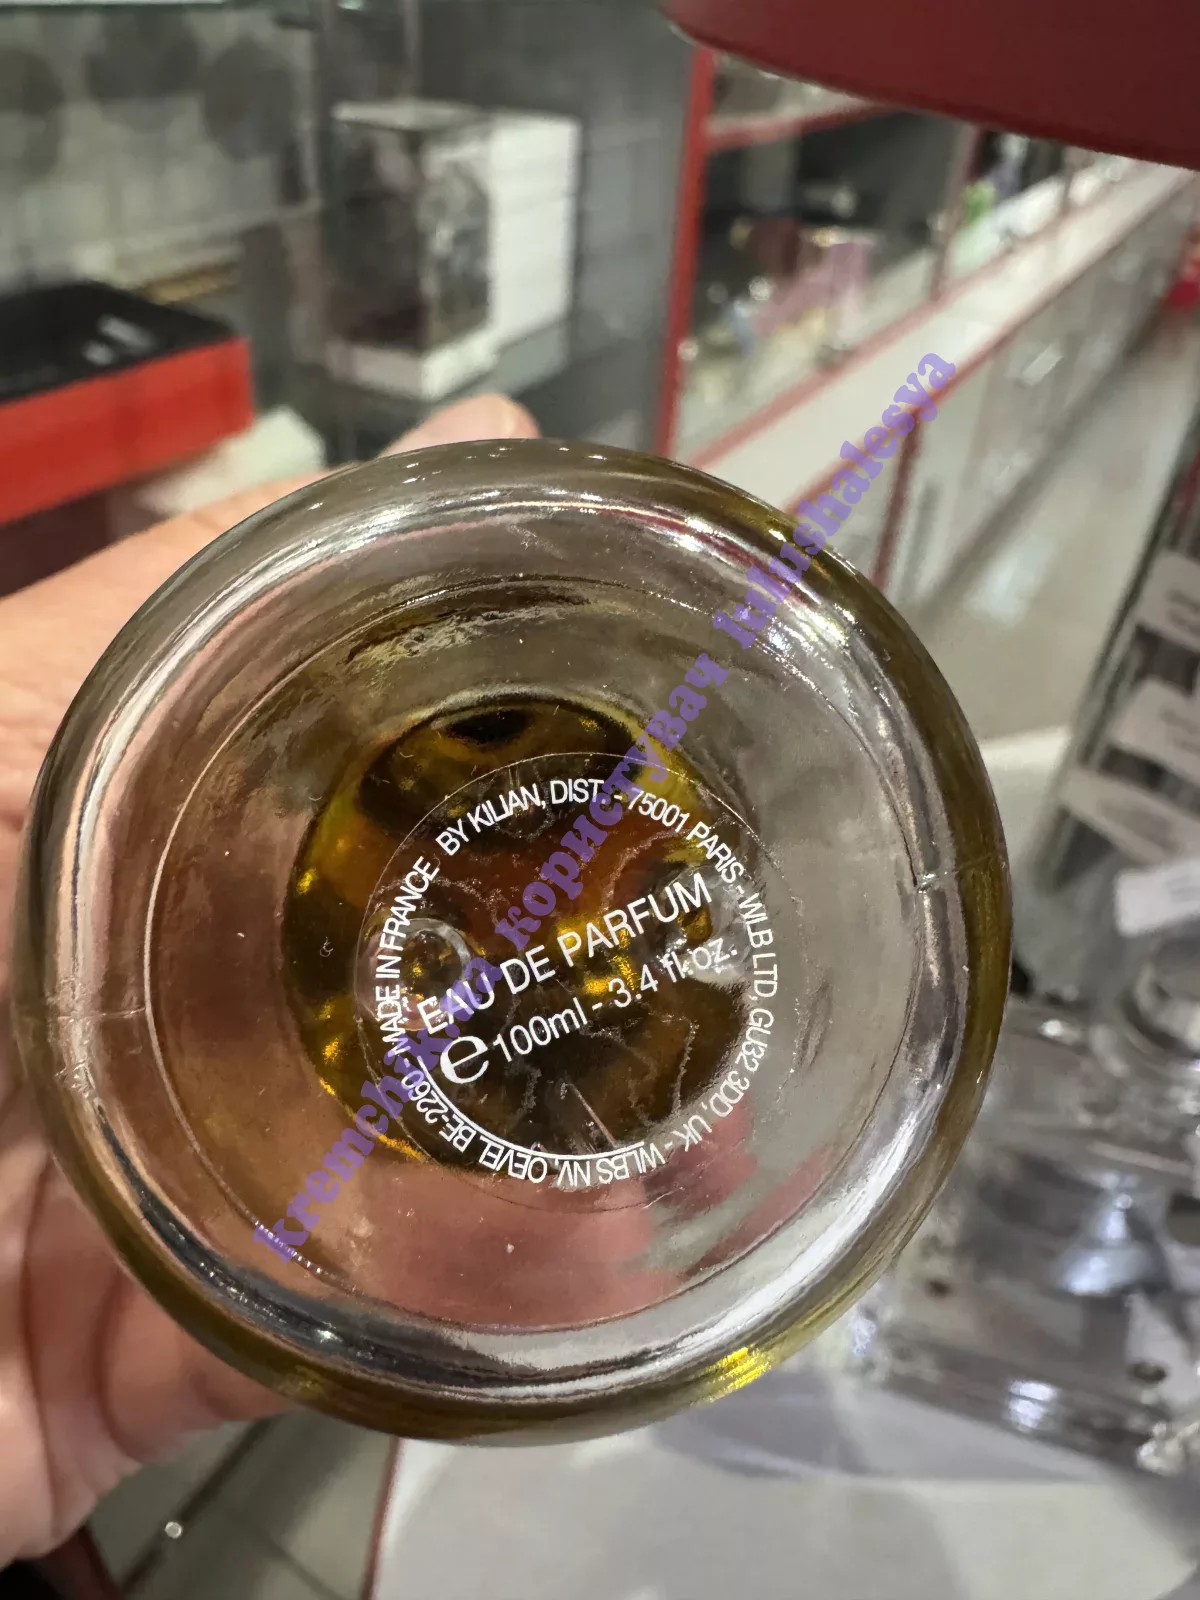 BY KILIAN, DIST. - 75001 PARIS - WLB LTD, GU32 3DD, UK - WLBS NV, OEVEL BE-2260 - MADE IN FRANCE
EAU DE PARFUM
℮ 100ml - 3.4 fl.oz.
kremchik.ua користувач lulushalesya